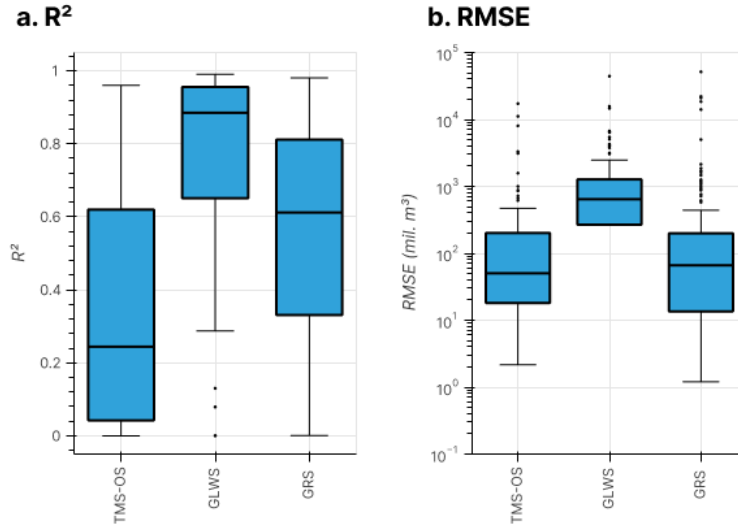 a. R²
b. RMSE
R²
1
0.8
0.6
0.4
0.2
0
TMS-OS
GLWS
GRS
RMSE (mil. m³)
10⁵
10⁴
10³
10²
10¹
10⁰
10⁻¹
TMS-OS
GLWS
GRS